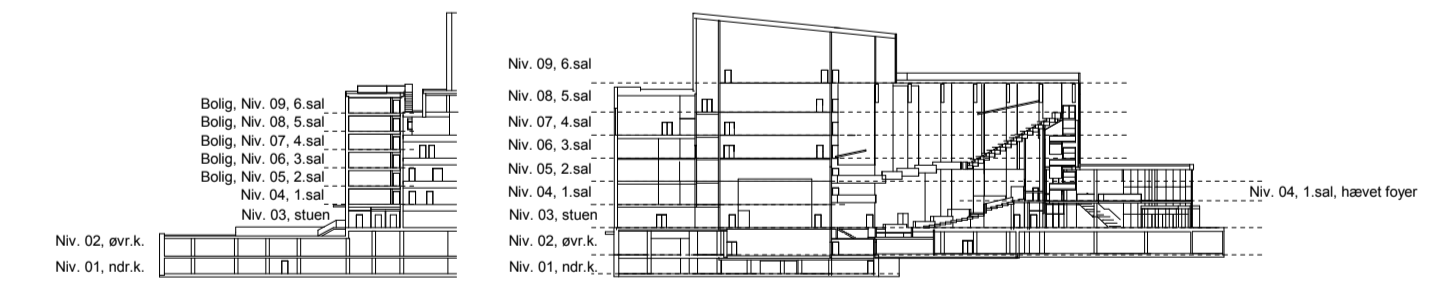 Bolig, Niv. 09, 6.sal
Bolig, Niv. 08, 5.sal
Bolig, Niv. 07, 4.sal
Bolig, Niv. 06, 3.sal
Bolig, Niv. 05, 2.sal
Niv. 04, 1.sal
Niv. 03, stuen
Niv. 02, øvr.k.
Niv. 01, ndr.k.
Niv. 09, 6.sal
Niv. 08, 5.sal
Niv. 07, 4.sal
Niv. 06, 3.sal
Niv. 05, 2.sal
Niv. 04, 1.sal
Niv. 03, stuen
Niv. 02, øvr.k.
Niv. 01, ndr.k.
Niv. 04, 1.sal, hævet foyer